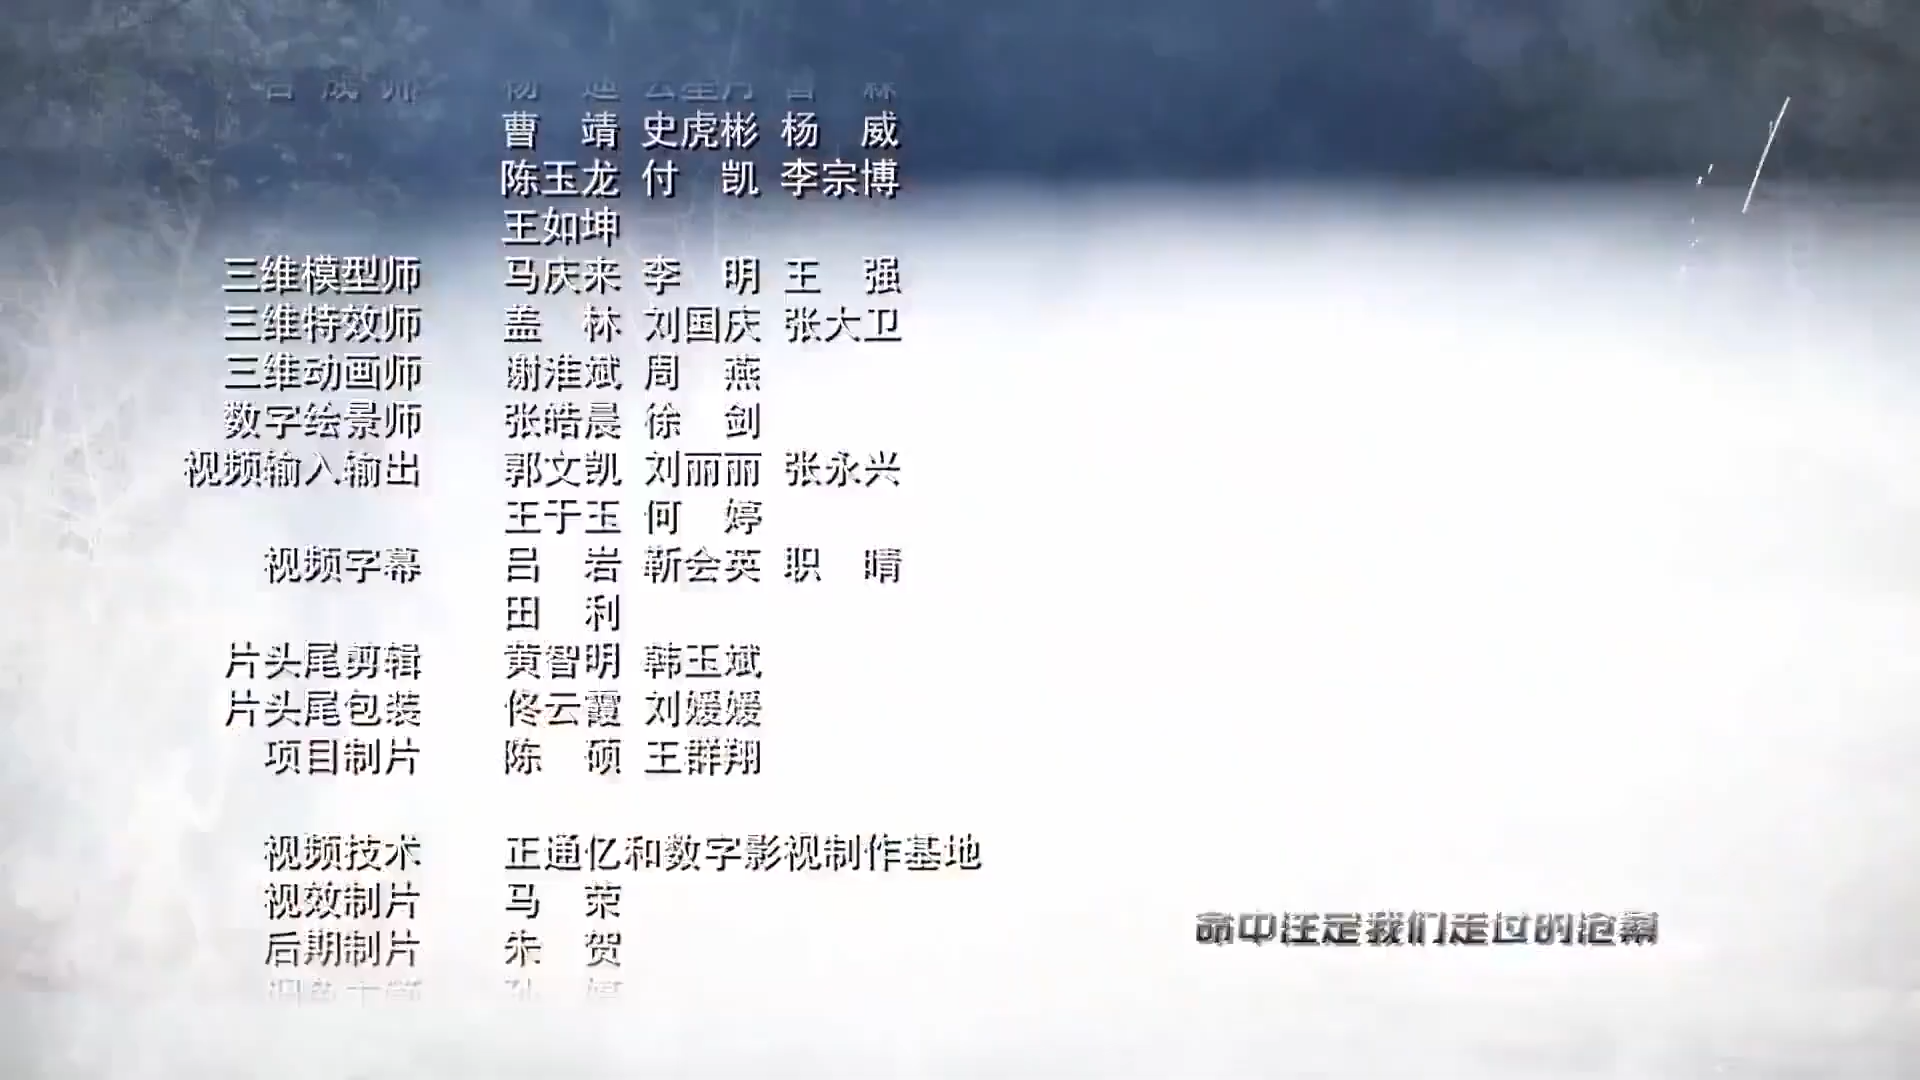 合成师
曹　靖 史虎彬 杨　威
陈玉龙 付　凯 李宗博
王如坤
三维模型师 马庆来 李　明 王　强
三维特效师 盖　林 刘国庆 张大卫
三维动画师 谢淮斌 周　燕
数字绘景师 张皓晨 徐　剑
视频输入输出 郭文凯 刘丽丽 张永兴
王于玉 何　婷
视频字幕 吕　岩 靳会英 职　晴
田　利
片头尾剪辑 黄智明 韩玉斌
片头尾包装 佟云霞 刘嫒嫒
项目制片 陈　硕 王群翔
视频技术 正通亿和数字影视制作基地
视效制片 马　荣
后期制片 朱　贺
命中注定我们走过的沧桑